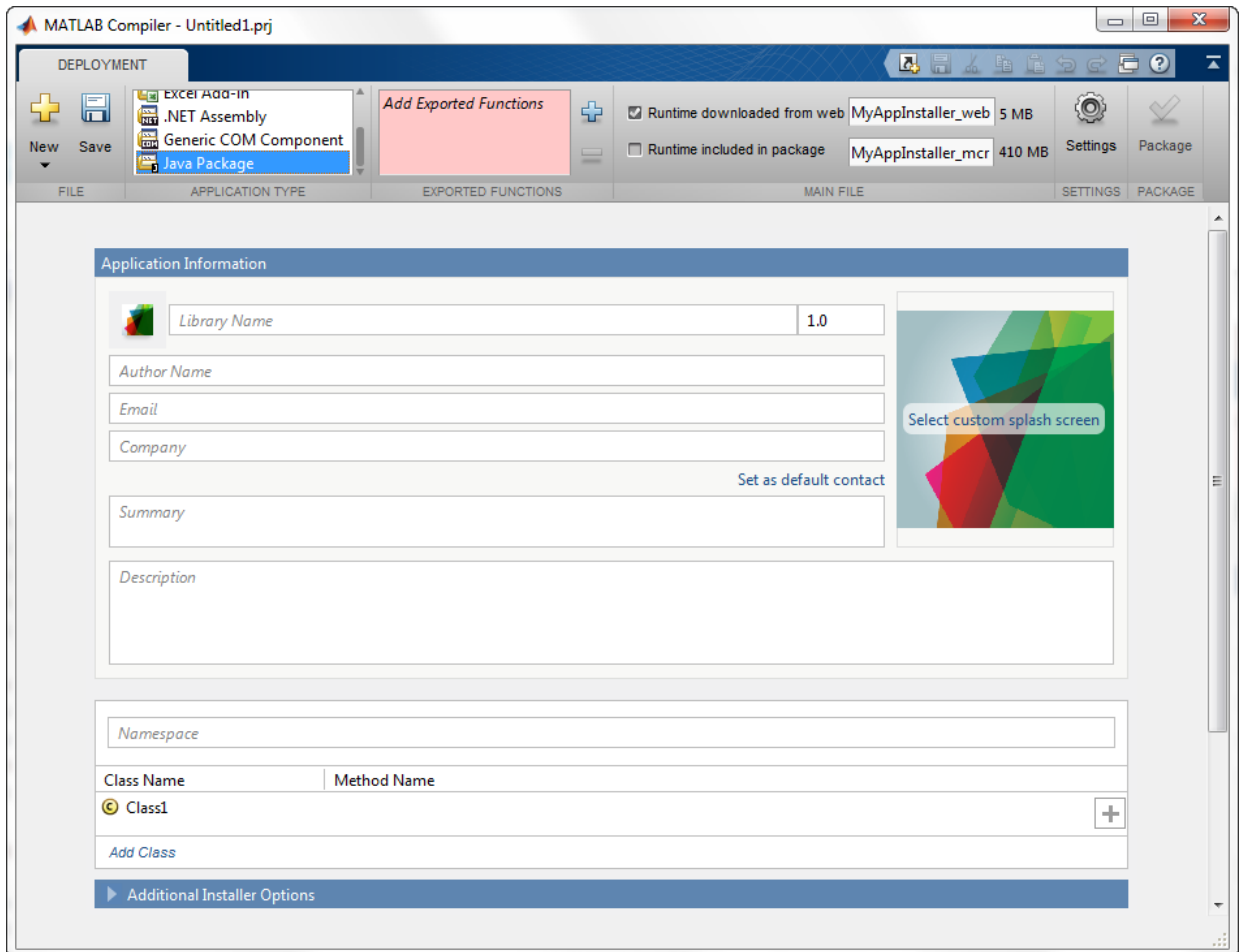 MATLAB Compiler - Untitled1.prj
DEPLOYMENT
New
Save
Excel Add-In
.NET Assembly
Generic COM Component
Java Package
Add Exported Functions
Runtime downloaded from web MyAppInstaller_web 5 MB
Runtime included in package MyAppInstaller_mcr 410 MB
Settings
Package
FILE APPLICATION TYPE EXPORTED FUNCTIONS MAIN FILE SETTINGS PACKAGE
Application Information
Library Name 1.0
Author Name
Email
Company
Set as default contact
Select custom splash screen
Summary
Description
Namespace
Class Name Method Name
Class1
Add Class
Additional Installer Options